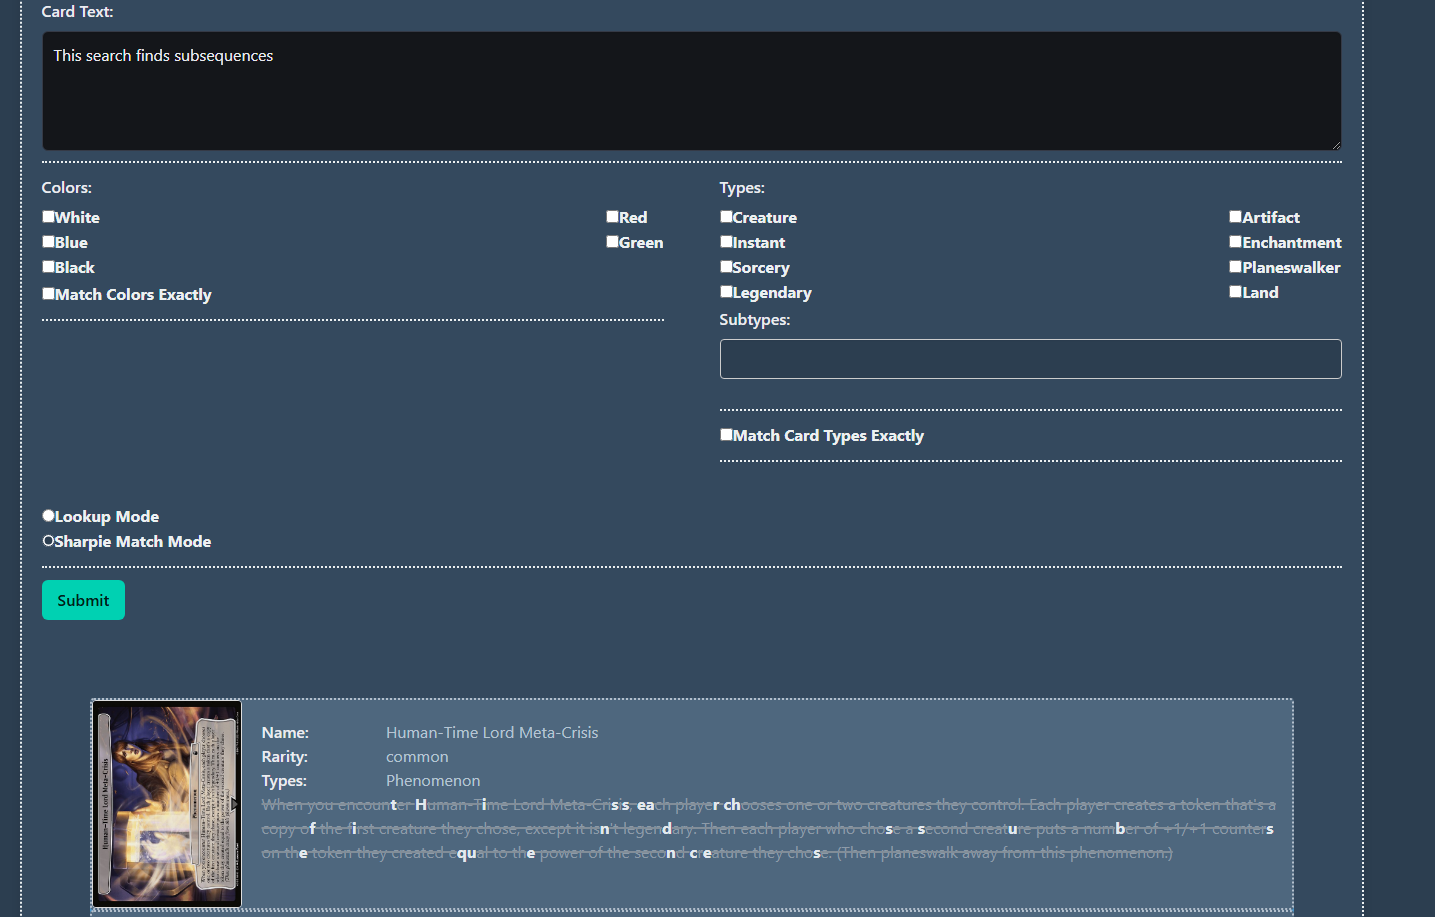 Card Text:
This search finds subsequences
Colors:
Types:
White
Red
Creature
Artifact
Blue
Green
Instant
Enchantment
Black
Sorcery
Planeswalker
Match Colors Exactly
Legendary
Land
Subtypes:
Match Card Types Exactly
Lookup Mode
Sharpie Match Mode
Submit
Name: Human-Time Lord Meta-Crisis
Rarity: common
Types: Phenomenon
When you encounter Human-Time Lord Meta-Crisis, each player chooses one or two creatures they control. Each player creates a token that's a
copy of the first creature they chose, except it isn't legendary. Then each player who chose a second creature puts a number of +1/+1 counters
on the token they created equal to the power of the second creature they chose. (Then planeswalk away from this phenomenon.)
Human-Time Lord Meta-Crisis
Phenomenon